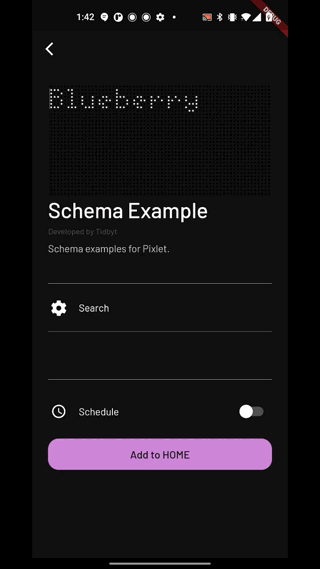 1:42
DEBUG
Blueberry
Schema Example
Developed by Tidbyt
Schema examples for Pixlet.
Search
Schedule
Add to HOME